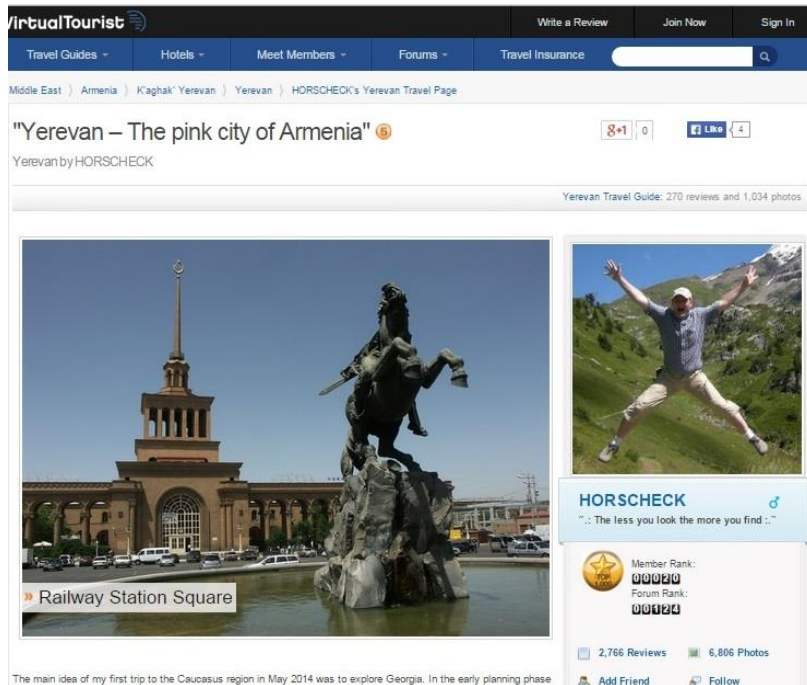 VirtualTourist
Write a Review Join Now Sign In
Travel Guides Hotels Meet Members Forums Travel Insurance
Middle East Armenia K'aghak' Yerevan Yerevan HORSCHECK's Yerevan Travel Page
"Yerevan – The pink city of Armenia" 5
g+1 0 Like 4
Yerevan by HORSCHECK
Yerevan Travel Guide: 270 reviews and 1,034 photos
» Railway Station Square
HORSCHECK
".: The less you look the more you find :."
TOP
Member Rank:
00020
Forum Rank:
00124
2,766 Reviews 6,806 Photos
Add Friend Follow
The main idea of my first trip to the Caucasus region in May 2014 was to explore Georgia. In the early planning phase